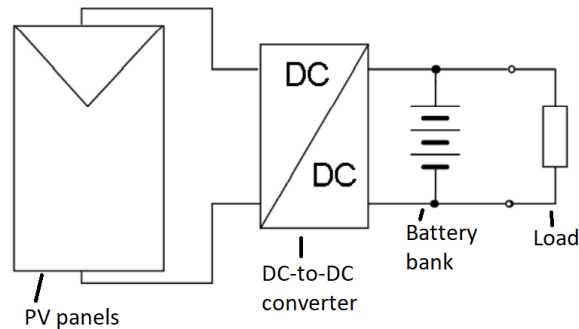 DC
DC
Battery
bank
Load
DC-to-DC
converter
PV panels